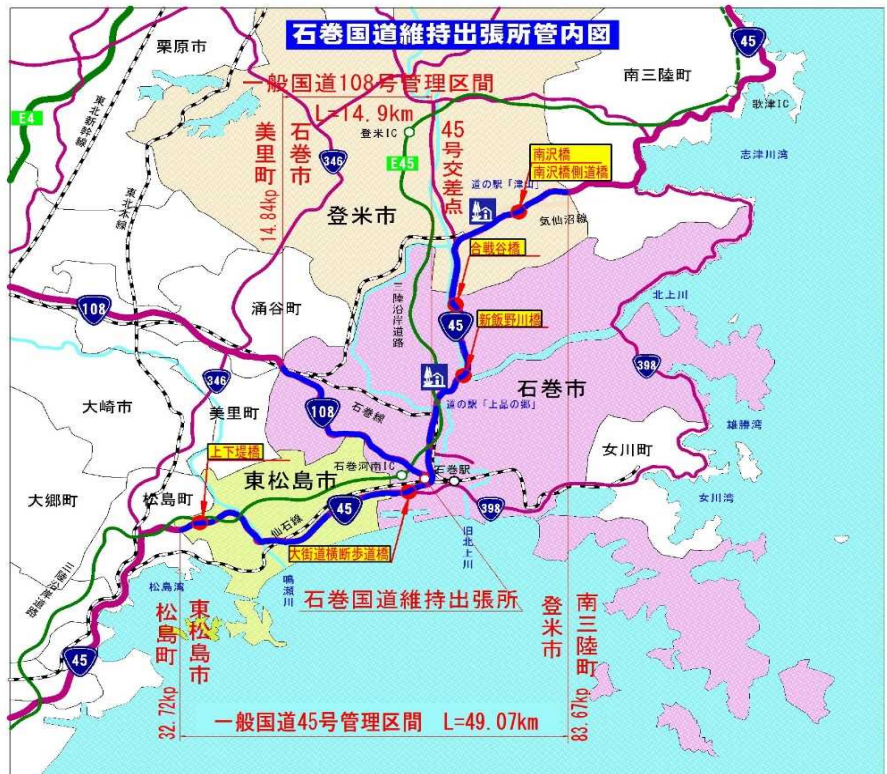 石巻国道維持出張所管内図
45
栗原市
南三陸町
一般国道108号管理区間
L=14.9km
E4
東北新幹線
東北本線
歌津IC
登米IC
346
美里町
石巻市
14.84kp
45号交差点
E45
南沢橋
南沢橋側道橋
志津川湾
道の駅「津山」
登米市
気仙沼線
合戦谷橋
三陸沿岸道路
北上川
涌谷町
108
45
新飯野川橋
398
346
石巻市
大崎市
美里町
108
石巻線
道の駅「上品の郷」
雄勝湾
女川町
上下堤橋
石巻河南IC
石巻駅
東松島市
大郷町
松島町
45
398
女川湾
仙石線
大街道横断歩道橋
旧北上川
三陸沿岸道路
松島湾
鳴瀬川
石巻国道維持出張所
松島町
東松島市
登米市
南三陸町
45
32.72kp
83.67kp
一般国道45号管理区間 L=49.07km